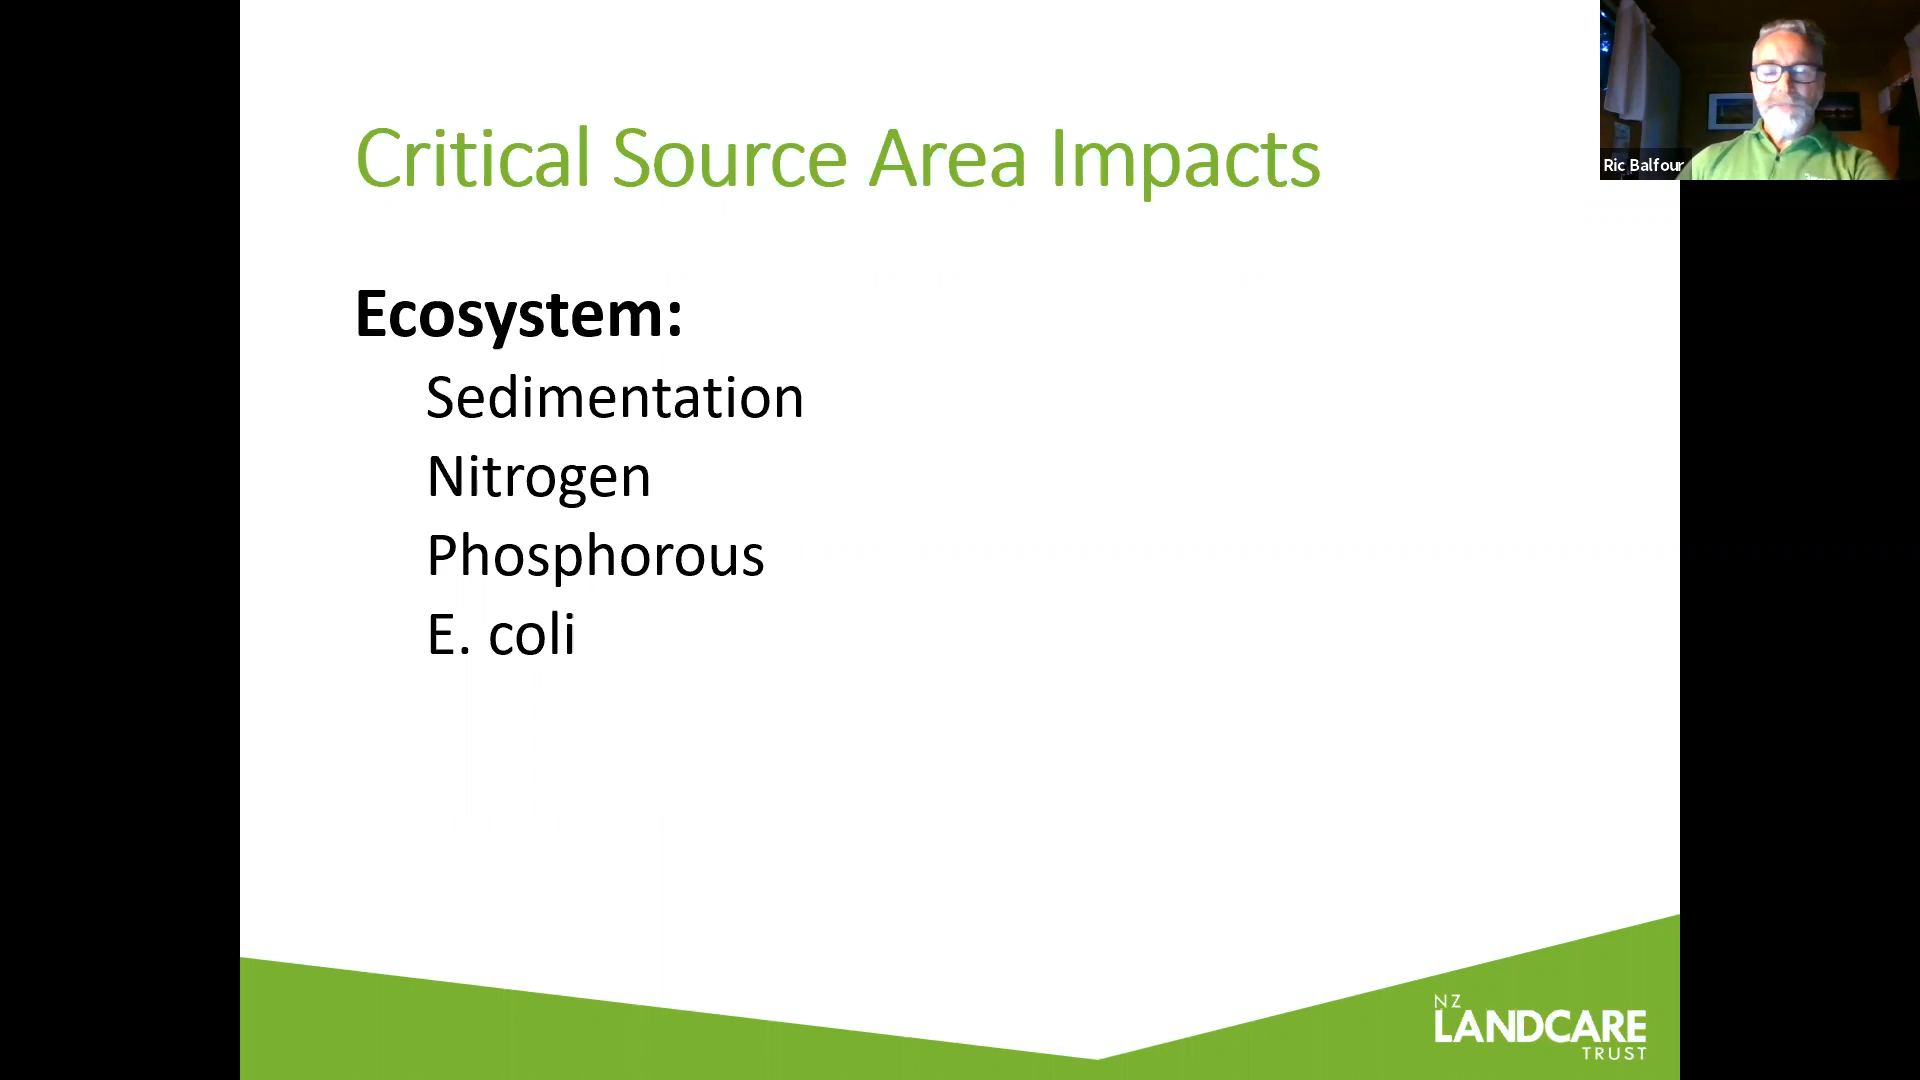 Critical Source Area Impacts
Ric Balfour
Ecosystem:
Sedimentation
Nitrogen
Phosphorous
E. coli
NZ
LANDCARE
TRUST